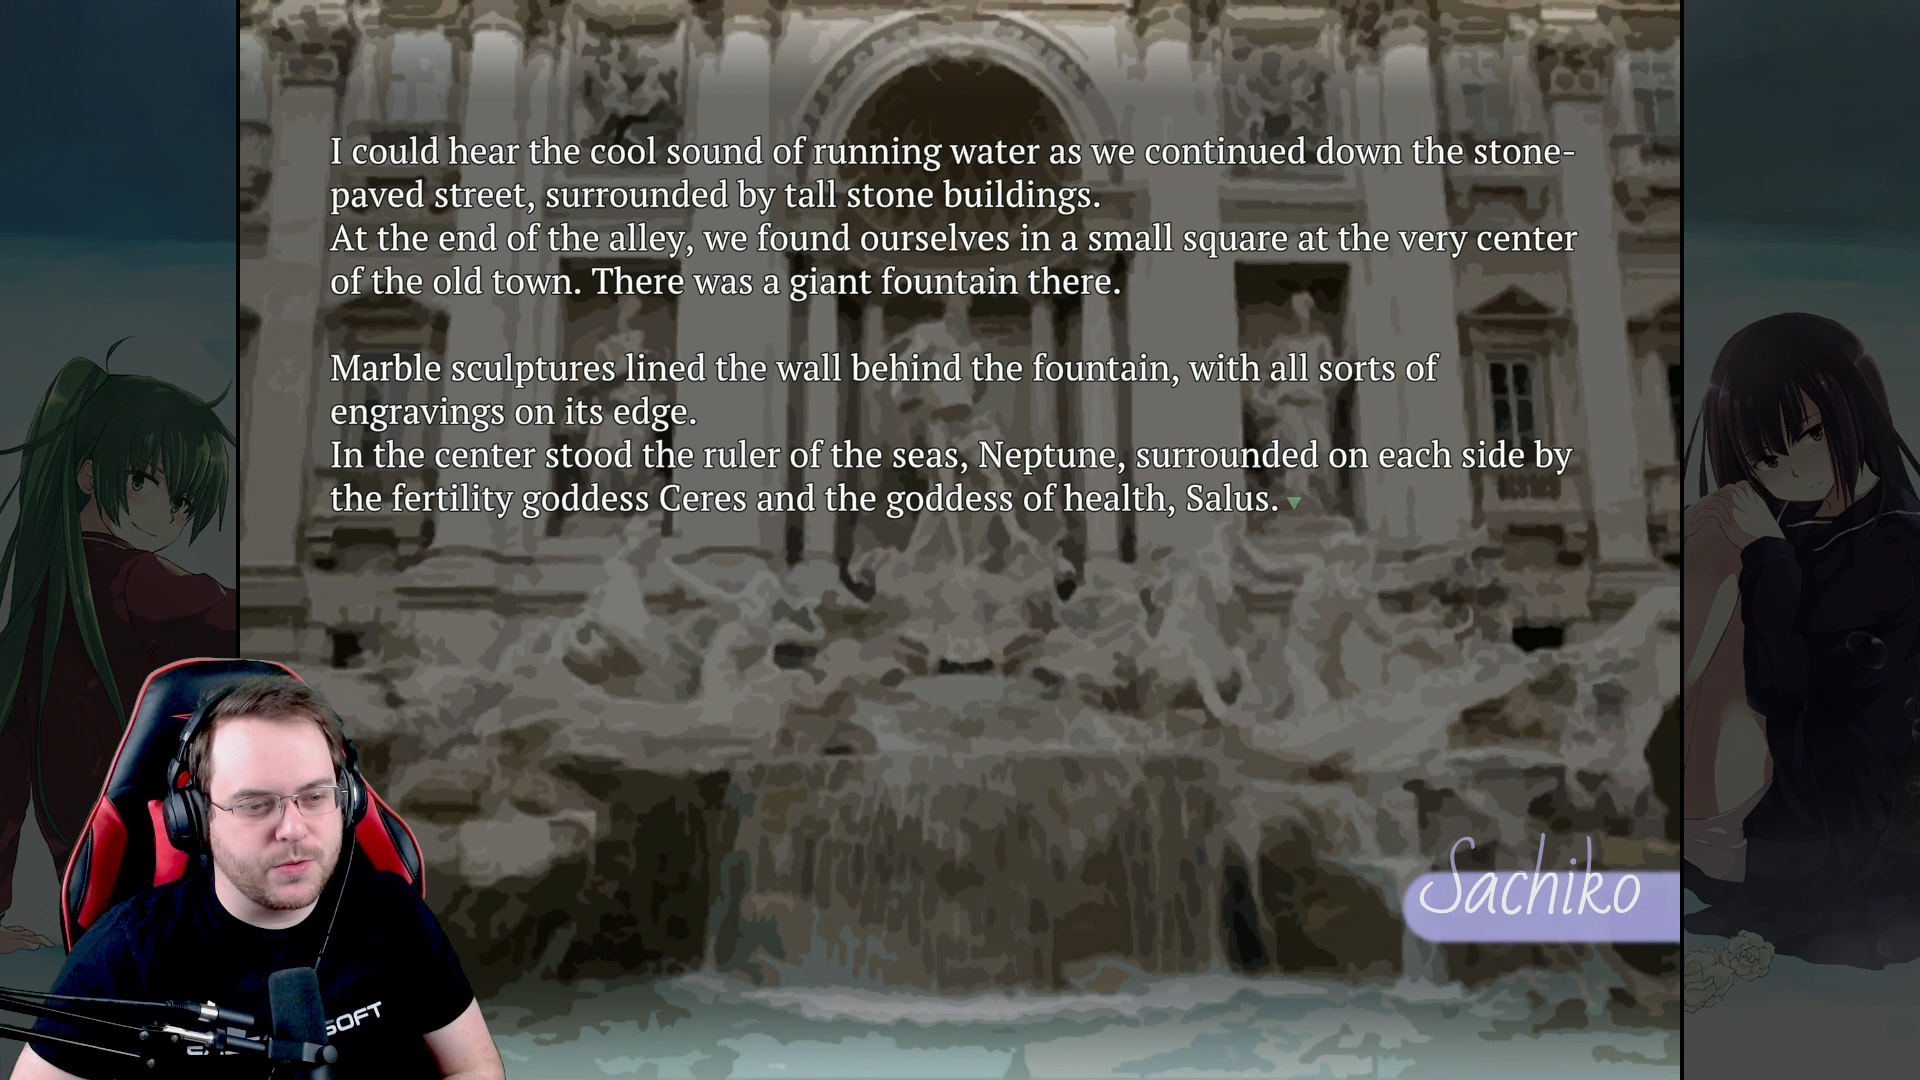 I could hear the cool sound of running water as we continued down the stone-
paved street, surrounded by tall stone buildings.
At the end of the alley, we found ourselves in a small square at the very center
of the old town. There was a giant fountain there.
Marble sculptures lined the wall behind the fountain, with all sorts of
engravings on its edge.
In the center stood the ruler of the seas, Neptune, surrounded on each side by
the fertility goddess Ceres and the goddess of health, Salus.
Sachiko
SOFT